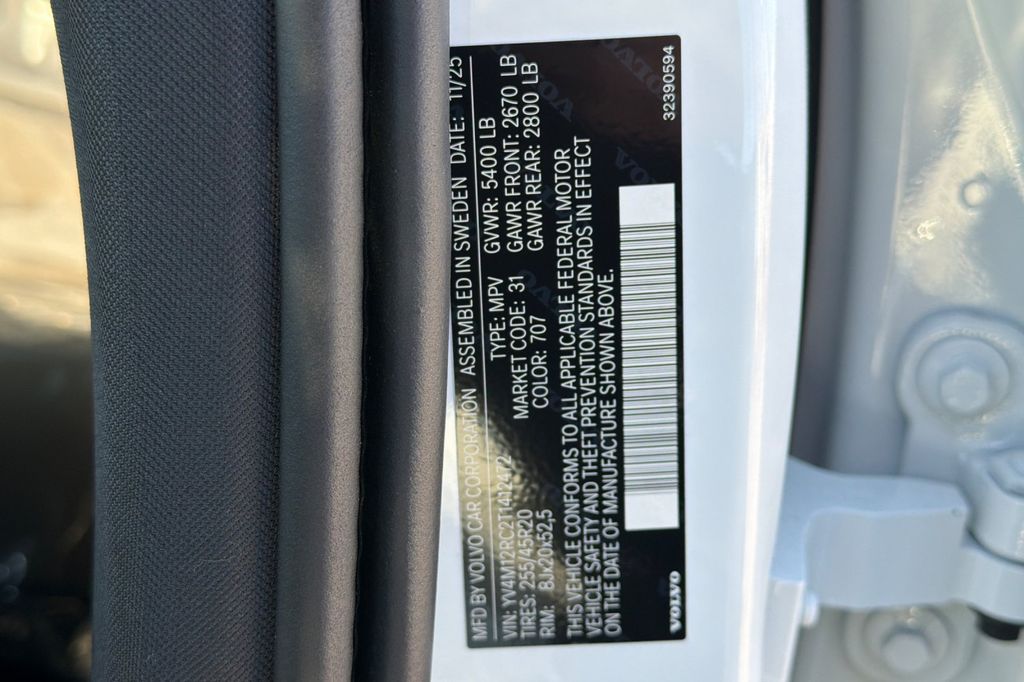 MFD BY VOLVO CAR CORPORATION ASSEMBLED IN SWEDEN DATE: 11/25
VIN: YV4M12RC2T1412472 TYPE: MPV GVWR: 5400 LB
TIRES: 255/45R20 MARKET CODE: 31 GAWR FRONT: 2670 LB
RIM: 8Jx20x52,5 COLOR: 707 GAWR REAR: 2800 LB
THIS VEHICLE CONFORMS TO ALL APPLICABLE FEDERAL MOTOR
VEHICLE SAFETY AND THEFT PREVENTION STANDARDS IN EFFECT
ON THE DATE OF MANUFACTURE SHOWN ABOVE.
VOLVO 32390594